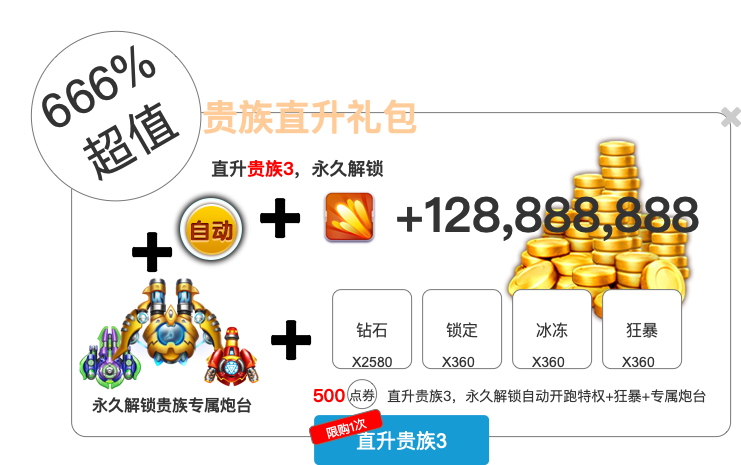 666%
超值
贵族直升礼包
直升贵族3，永久解锁
自动
+128,888,888
钻石
X2580
锁定
X360
冰冻
X360
狂暴
X360
永久解锁贵族专属炮台
500 点券 直升贵族3，永久解锁自动开跑特权+狂暴+专属炮台
限购1次
直升贵族3